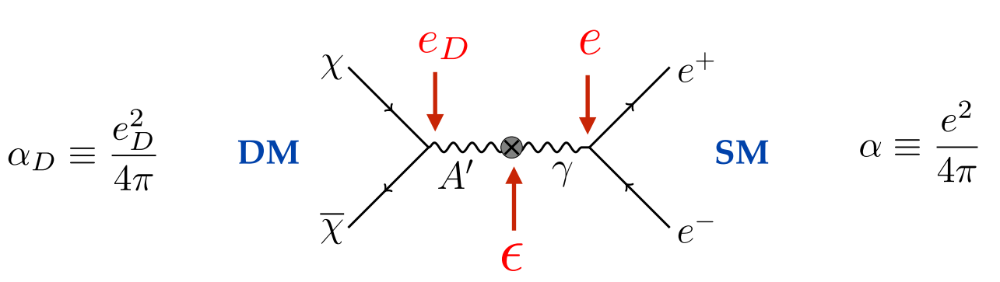 α_D ≡ e_D^2 / 4π
DM
χ
χ̅
e_D
A′
ϵ
γ
e
e⁺
e⁻
SM
α ≡ e^2 / 4π